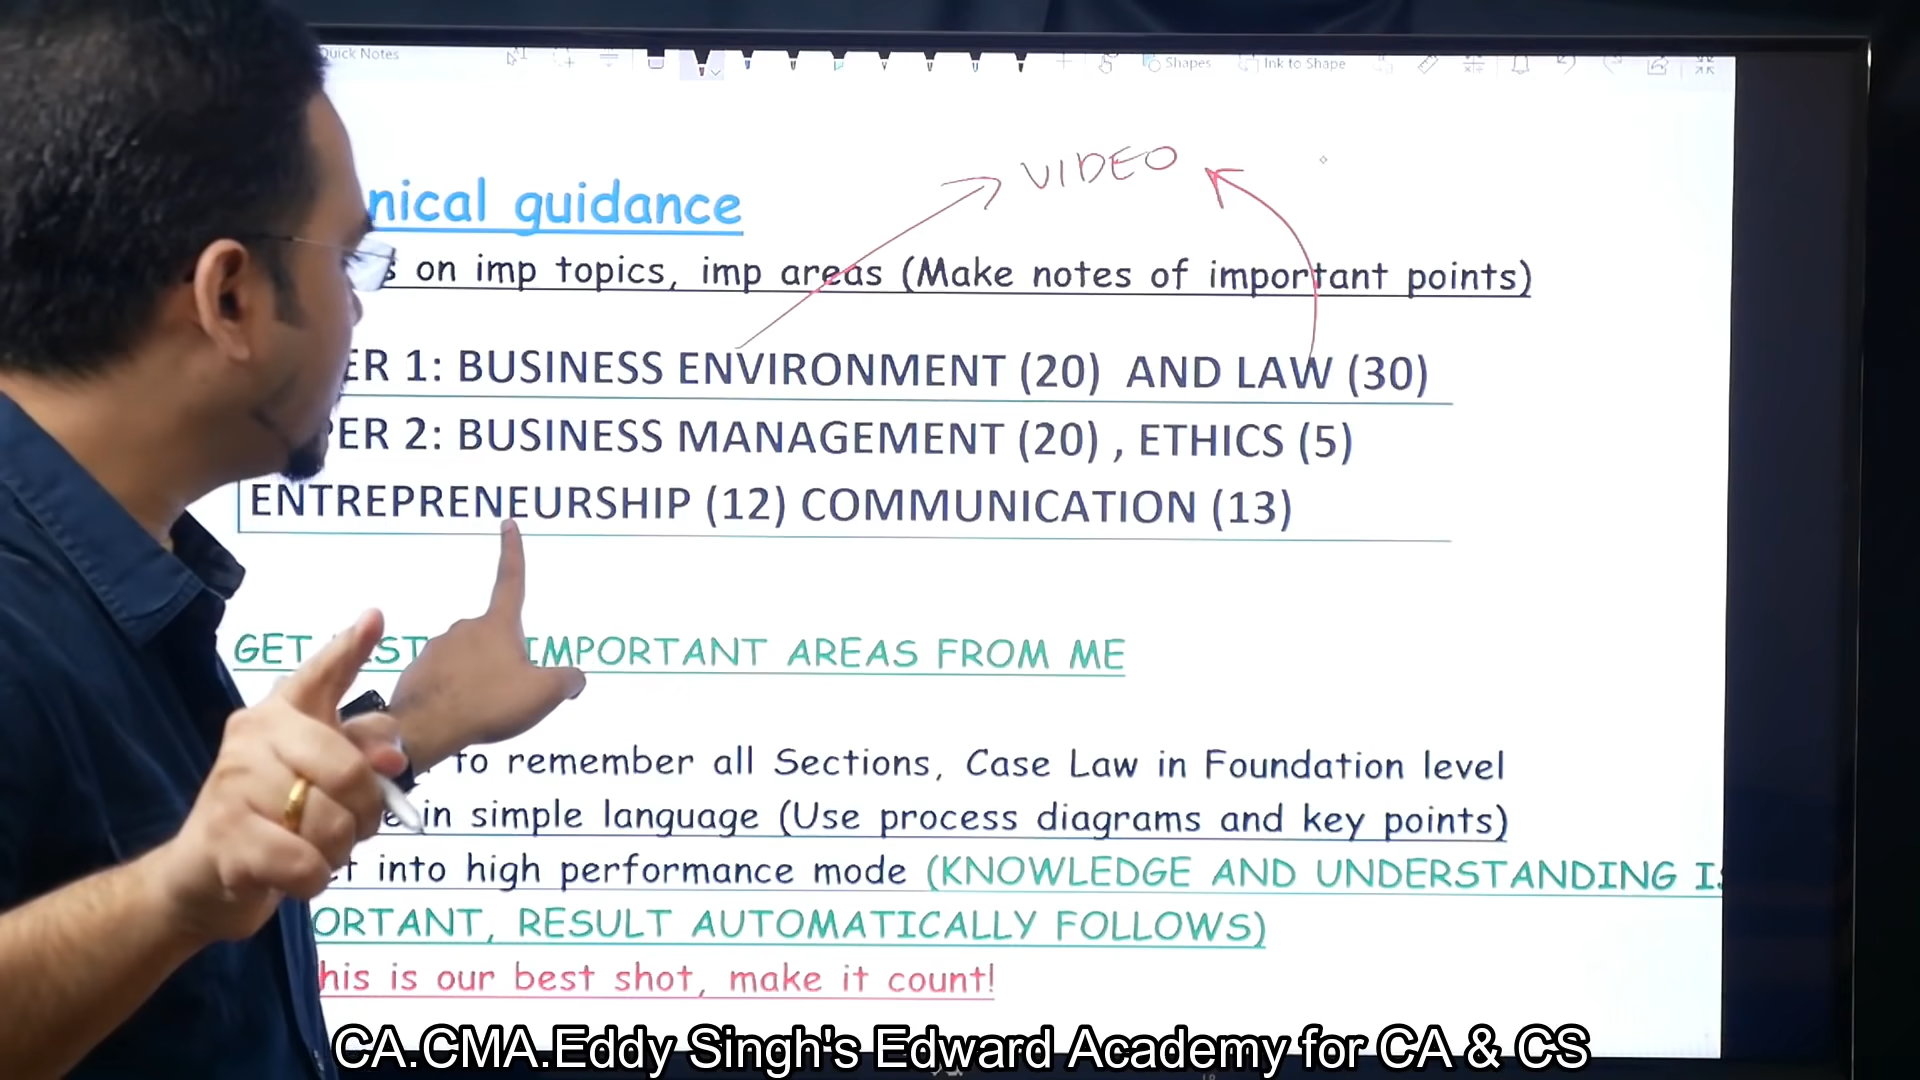 Quick Notes Shapes Ink to Shape
VIDEO
nical guidance
s on imp topics, imp areas (Make notes of important points)
ER 1: BUSINESS ENVIRONMENT (20) AND LAW (30)
PER 2: BUSINESS MANAGEMENT (20) , ETHICS (5)
ENTREPRENEURSHIP (12) COMMUNICATION (13)
GET IMPORTANT AREAS FROM ME
to remember all Sections, Case Law in Foundation level
in simple language (Use process diagrams and key points)
into high performance mode (KNOWLEDGE AND UNDERSTANDING IS
ORTANT, RESULT AUTOMATICALLY FOLLOWS)
his is our best shot, make it count!
CA.CMA.Eddy Singh's Edward Academy for CA & CS